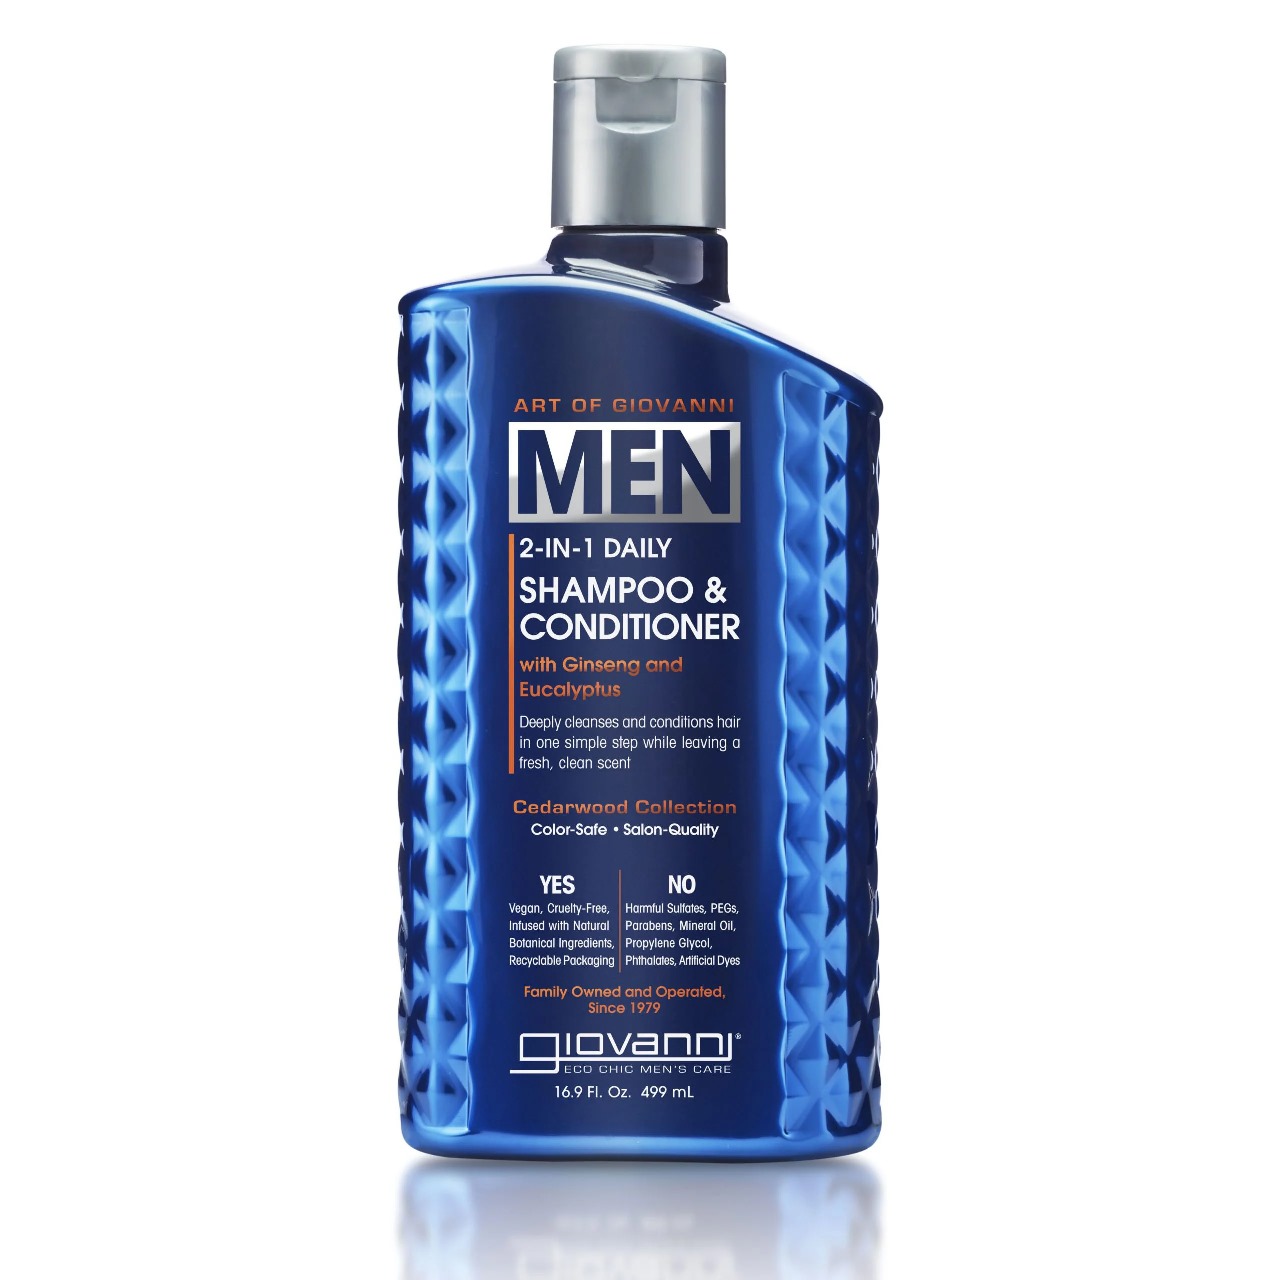 ART OF GIOVANNI
MEN
2-IN-1 DAILY
SHAMPOO &
CONDITIONER
with Ginseng and
Eucalyptus
Deeply cleanses and conditions hair
in one simple step while leaving a
fresh, clean scent
Cedarwood Collection
Color-Safe • Salon-Quality
YES
Vegan, Cruelty-Free,
Infused with Natural
Botanical Ingredients,
Recyclable Packaging
NO
Harmful Sulfates, PEGs,
Parabens, Mineral Oil,
Propylene Glycol,
Phthalates, Artificial Dyes
Family Owned and Operated,
Since 1979
giovanni®
ECO CHIC MEN'S CARE
16.9 Fl. Oz. 499 mL